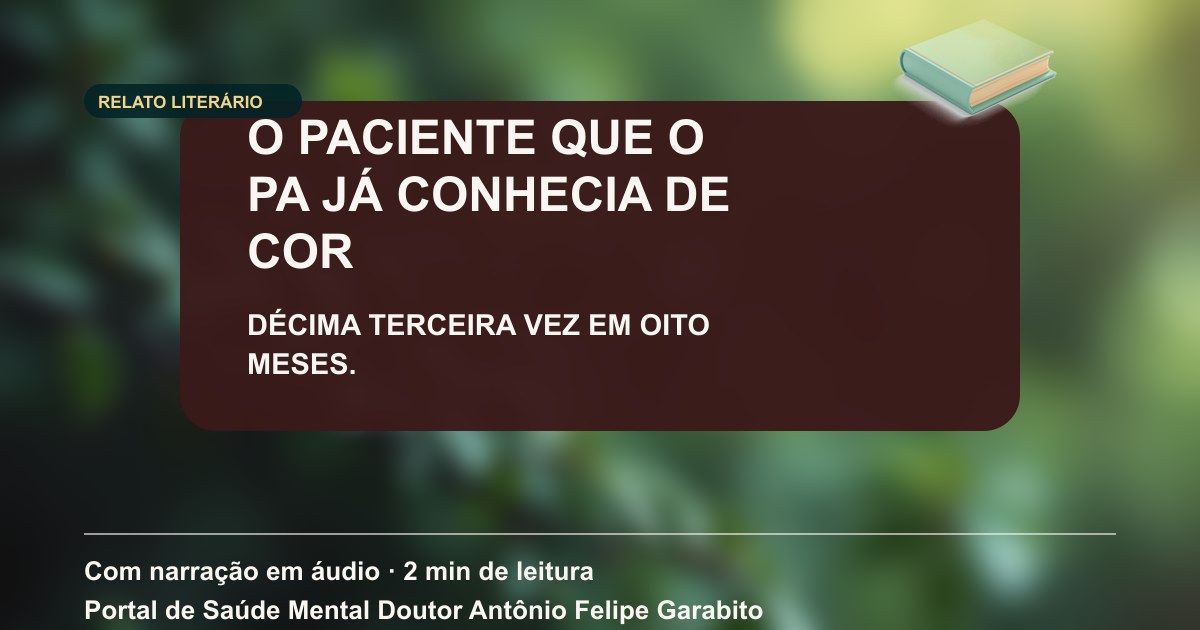 RELATO LITERÁRIO
O PACIENTE QUE O
PA JÁ CONHECIA DE
COR
DÉCIMA TERCEIRA VEZ EM OITO
MESES.
Com narração em áudio · 2 min de leitura
Portal de Saúde Mental Doutor Antônio Felipe Garabito